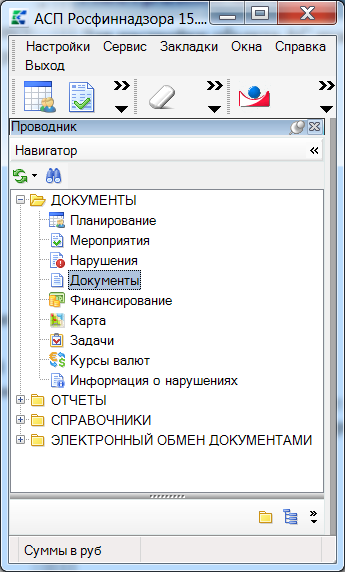 АСП Росфиннадзора 15....
Настройки Сервис Закладки Окна Справка
Выход
Проводник
Навигатор
ДОКУМЕНТЫ
Планирование
Мероприятия
Нарушения
Документы
Финансирование
Карта
Задачи
Курсы валют
Информация о нарушениях
ОТЧЕТЫ
СПРАВОЧНИКИ
ЭЛЕКТРОННЫЙ ОБМЕН ДОКУМЕНТАМИ
Суммы в руб